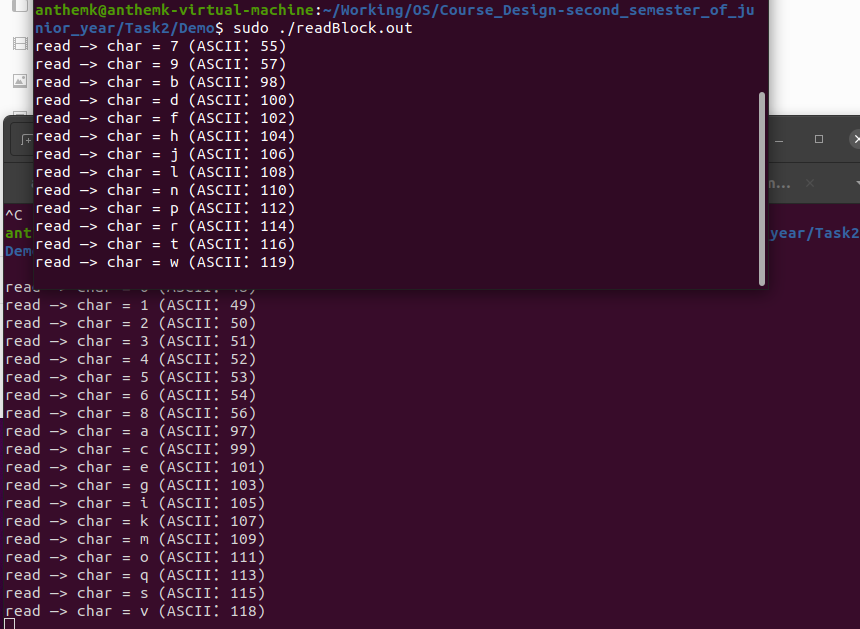 anthemk@anthemk-virtual-machine:~/Working/OS/Course_Design-second_semester_of_ju
nior_year/Task2/Demo$ sudo ./readBlock.out
read —> char = 7 (ASCII: 55)
read —> char = 9 (ASCII: 57)
read —> char = b (ASCII: 98)
read —> char = d (ASCII: 100)
read —> char = f (ASCII: 102)
read —> char = h (ASCII: 104)
read —> char = j (ASCII: 106)
read —> char = l (ASCII: 108)
read —> char = n (ASCII: 110)
read —> char = p (ASCII: 112)
read —> char = r (ASCII: 114)
read —> char = t (ASCII: 116)
read —> char = w (ASCII: 119)
n...
^C
ant
_year/Task2
Dem
read —> char = 0 (ASCII: 48)
read —> char = 1 (ASCII: 49)
read —> char = 2 (ASCII: 50)
read —> char = 3 (ASCII: 51)
read —> char = 4 (ASCII: 52)
read —> char = 5 (ASCII: 53)
read —> char = 6 (ASCII: 54)
read —> char = 8 (ASCII: 56)
read —> char = a (ASCII: 97)
read —> char = c (ASCII: 99)
read —> char = e (ASCII: 101)
read —> char = g (ASCII: 103)
read —> char = i (ASCII: 105)
read —> char = k (ASCII: 107)
read —> char = m (ASCII: 109)
read —> char = o (ASCII: 111)
read —> char = q (ASCII: 113)
read —> char = s (ASCII: 115)
read —> char = v (ASCII: 118)